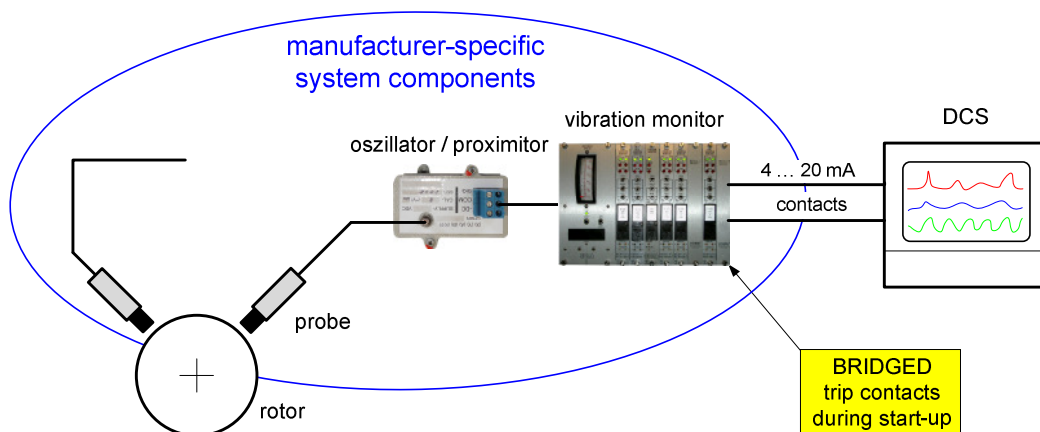 manufacturer-specific
system components
DCS
vibration monitor
oszillator / proximitor
4 ... 20 mA
contacts
probe
rotor
BRIDGED
trip contacts
during start-up